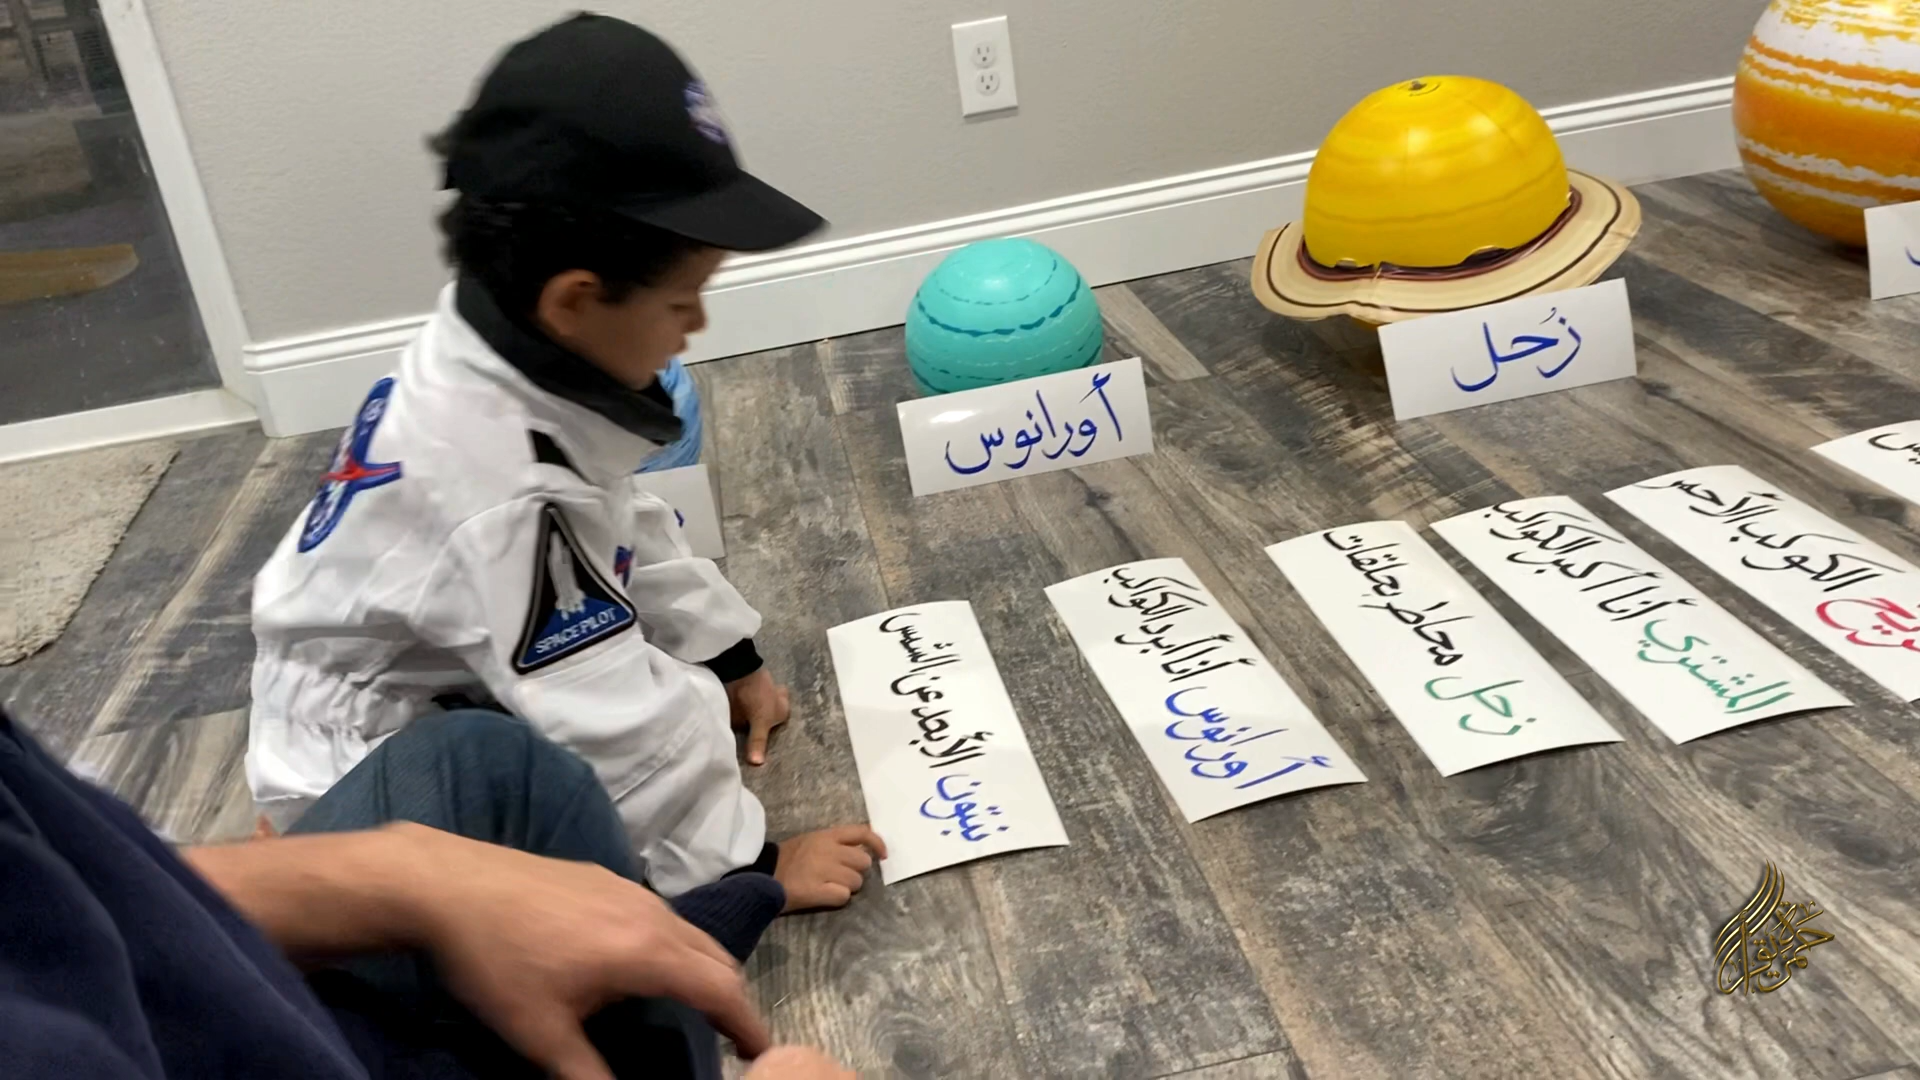 زُحل
أورانوس
SPACE PILOT
الكوكب الأحمر
المشتري أنا أكبر الكواكب
زحل محاط بحلقات
أورانوس أنا أبرد الكواكب
نبتون الأبعد عن الشمس